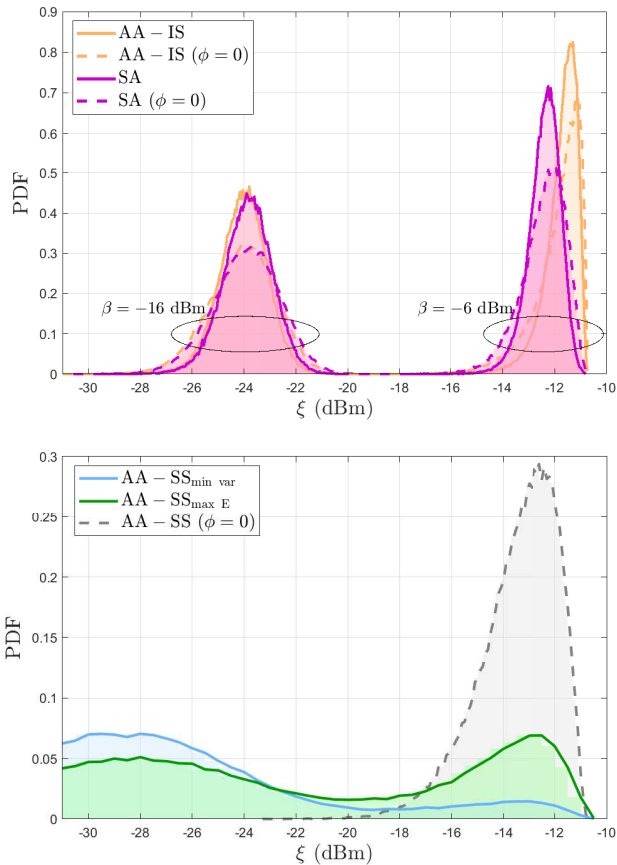 0.9
0.8
0.7
0.6
0.5
0.4
0.3
0.2
0.1
0
PDF
AA − IS
AA − IS (ϕ = 0)
SA
SA (ϕ = 0)
β = −16 dBm
β = −6 dBm
-30 -28 -26 -24 -22 -20 -18 -16 -14 -12 -10
ξ (dBm)
0.3
0.25
0.2
0.15
0.1
0.05
0
PDF
AA − SSmin var
AA − SSmax E
AA − SS (ϕ = 0)
-30 -28 -26 -24 -22 -20 -18 -16 -14 -12 -10
ξ (dBm)